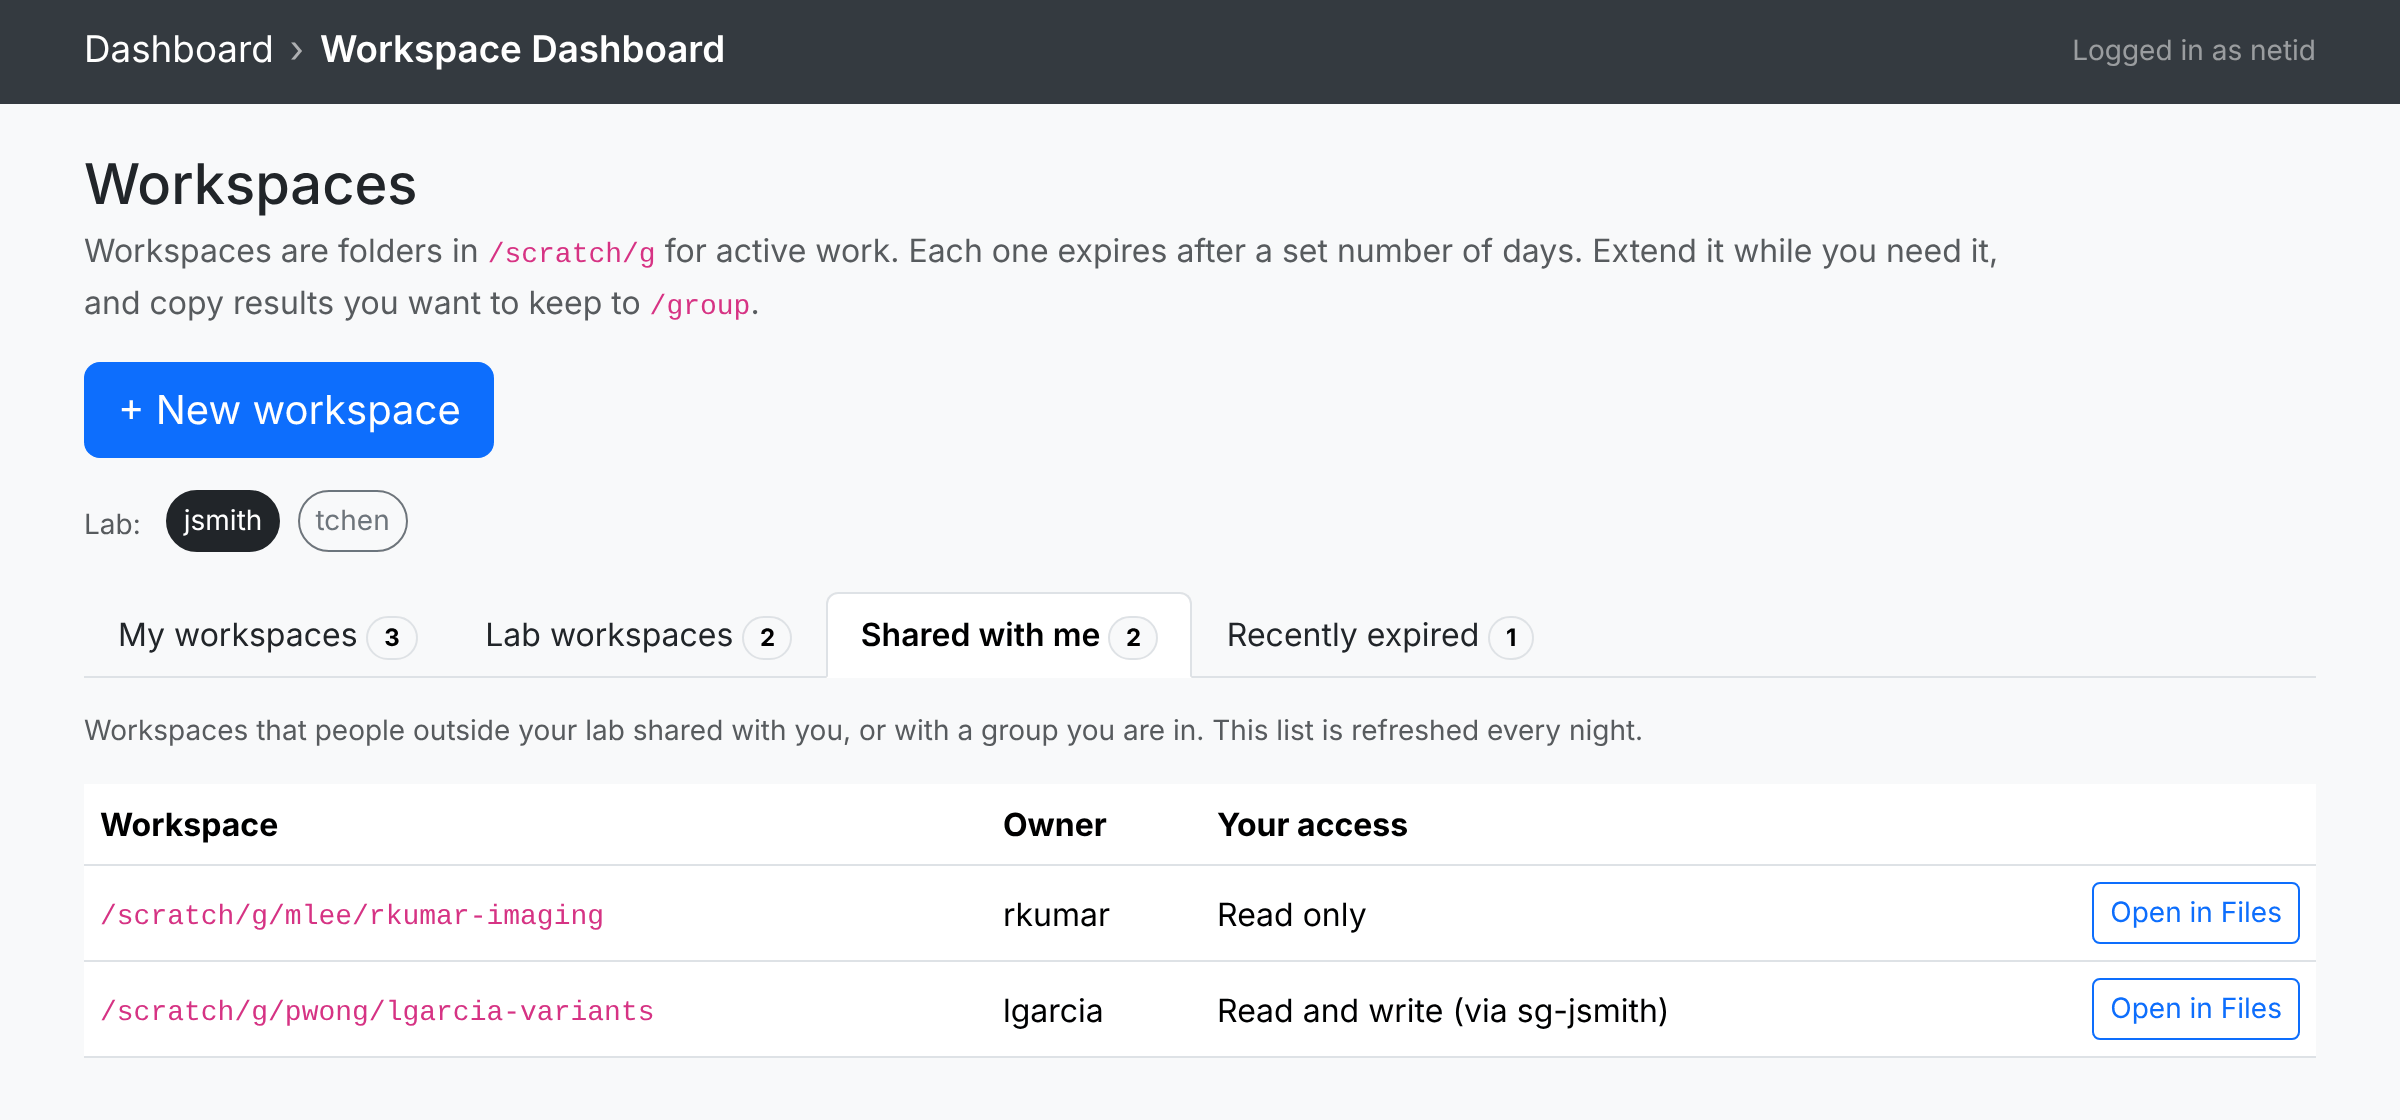 Dashboard › Workspace Dashboard
Logged in as netid
Workspaces
Workspaces are folders in /scratch/g for active work. Each one expires after a set number of days. Extend it while you need it,
and copy results you want to keep to /group.
+ New workspace
Lab: jsmith tchen
My workspaces 3 Lab workspaces 2 Shared with me 2 Recently expired 1
Workspaces that people outside your lab shared with you, or with a group you are in. This list is refreshed every night.
Workspace Owner Your access
/scratch/g/mlee/rkumar-imaging rkumar Read only Open in Files
/scratch/g/pwong/lgarcia-variants lgarcia Read and write (via sg-jsmith) Open in Files